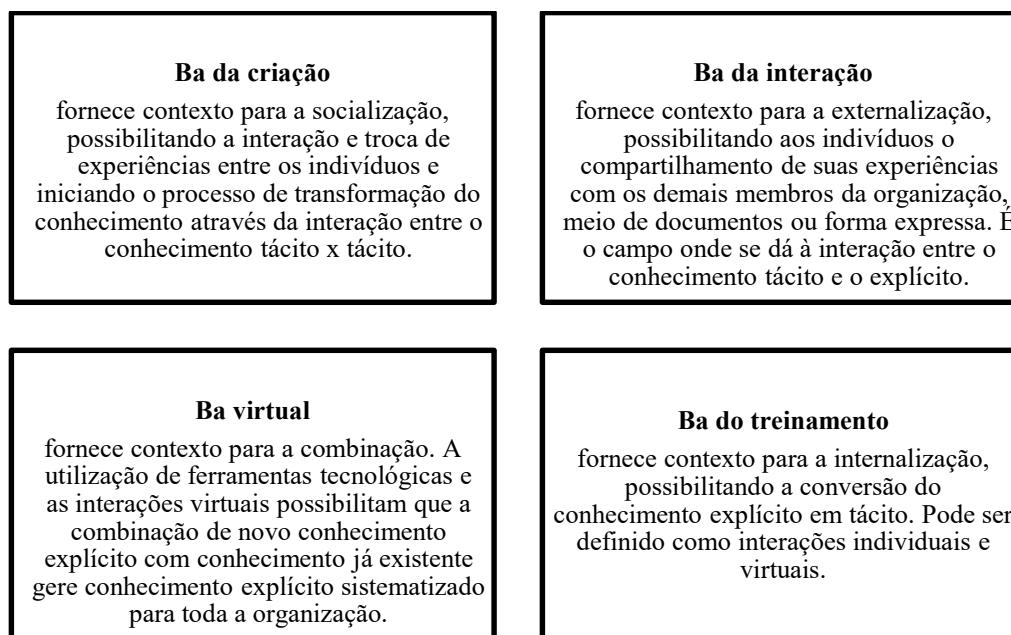 Ba da criação
fornece contexto para a socialização,
possibilitando a interação e troca de
experiências entre os indivíduos e
iniciando o processo de transformação do
conhecimento através da interação entre o
conhecimento tácito x tácito.
Ba da interação
fornece contexto para a externalização,
possibilitando aos indivíduos o
compartilhamento de suas experiências
com os demais membros da organização,
meio de documentos ou forma expressa. É
o campo onde se dá à interação entre o
conhecimento tácito e o explícito.
Ba virtual
fornece contexto para a combinação. A
utilização de ferramentas tecnológicas e
as interações virtuais possibilitam que a
combinação de novo conhecimento
explícito com conhecimento já existente
gere conhecimento explícito sistematizado
para toda a organização.
Ba do treinamento
fornece contexto para a internalização,
possibilitando a conversão do
conhecimento explícito em tácito. Pode ser
definido como interações individuais e
virtuais.